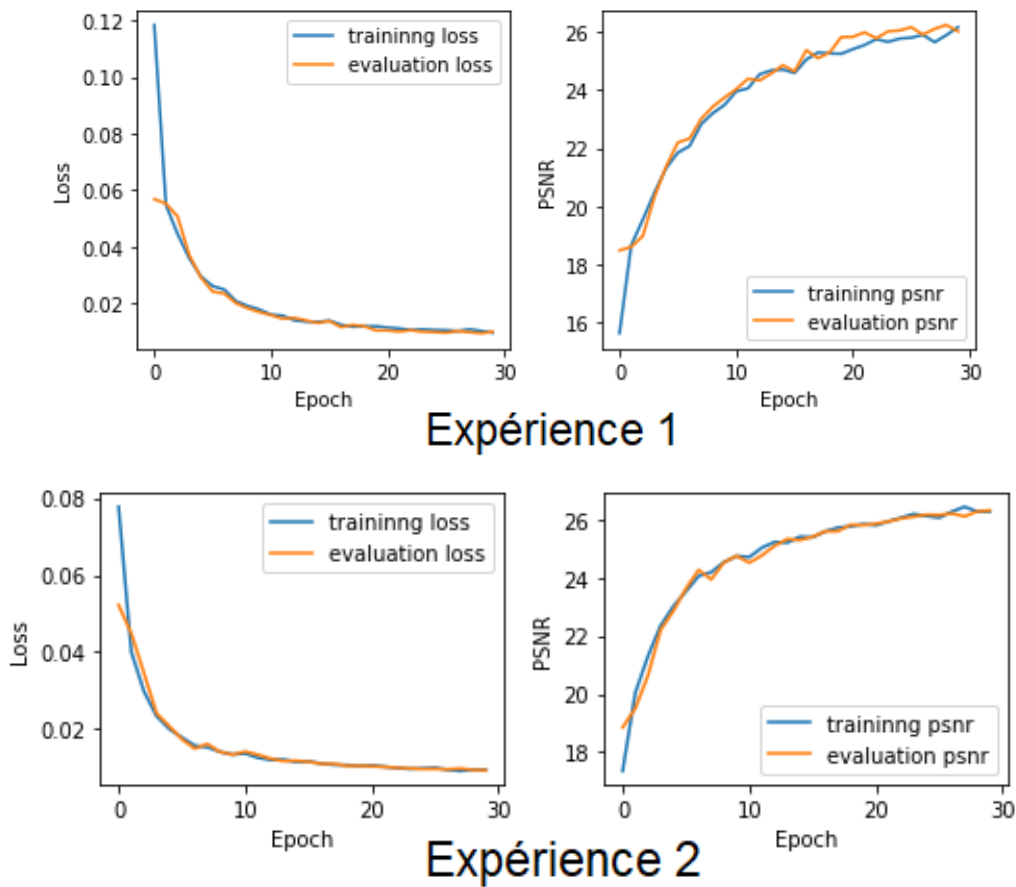 0.12
0.10
0.08
0.06
0.04
0.02
Loss
traininng loss
evaluation loss
0 10 20 30
Epoch
26
24
22
20
18
16
PSNR
traininng psnr
evaluation psnr
0 10 20 30
Epoch
Expérience 1
0.08
0.06
0.04
0.02
Loss
traininng loss
evaluation loss
0 10 20 30
Epoch
26
24
22
20
18
PSNR
traininng psnr
evaluation psnr
0 10 20 30
Epoch
Expérience 2